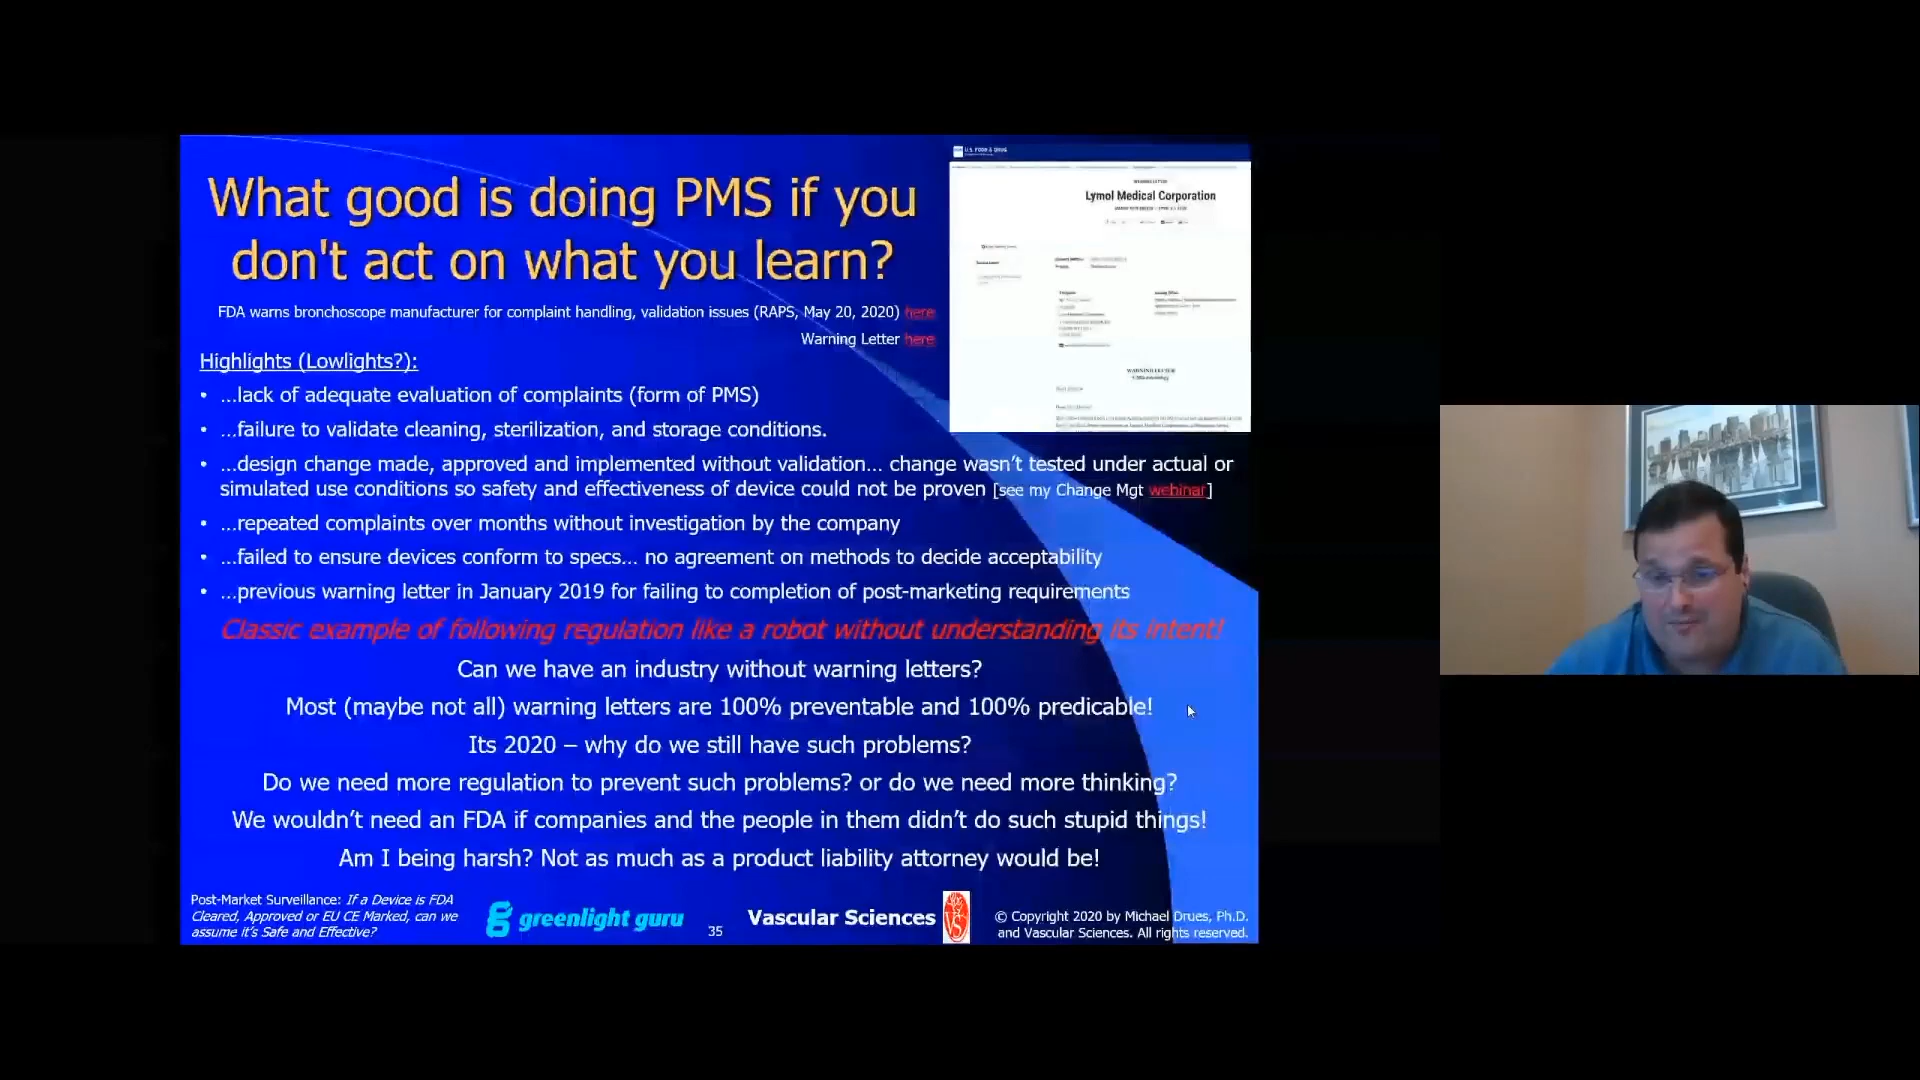 What good is doing PMS if you
don't act on what you learn?
FDA warns bronchoscope manufacturer for complaint handling, validation issues (RAPS, May 20, 2020) here
Warning Letter here
U.S. FOOD & DRUG
WARNING LETTER
Lymol Medical Corporation
WARNING LETTER
Highlights (Lowlights?):
• ...lack of adequate evaluation of complaints (form of PMS)
• ...failure to validate cleaning, sterilization, and storage conditions.
• ...design change made, approved and implemented without validation... change wasn't tested under actual or
simulated use conditions so safety and effectiveness of device could not be proven [see my Change Mgt webinar]
• ...repeated complaints over months without investigation by the company
• ...failed to ensure devices conform to specs... no agreement on methods to decide acceptability
• ...previous warning letter in January 2019 for failing to completion of post-marketing requirements
Classic example of following regulation like a robot without understanding its intent!
Can we have an industry without warning letters?
Most (maybe not all) warning letters are 100% preventable and 100% predicable!
Its 2020 – why do we still have such problems?
Do we need more regulation to prevent such problems? or do we need more thinking?
We wouldn't need an FDA if companies and the people in them didn't do such stupid things!
Am I being harsh? Not as much as a product liability attorney would be!
Post-Market Surveillance: If a Device is FDA
Cleared, Approved or EU CE Marked, can we
assume it's Safe and Effective?
greenlight guru
35
Vascular Sciences
VS
© Copyright 2020 by Michael Drues, Ph.D.
and Vascular Sciences. All rights reserved.